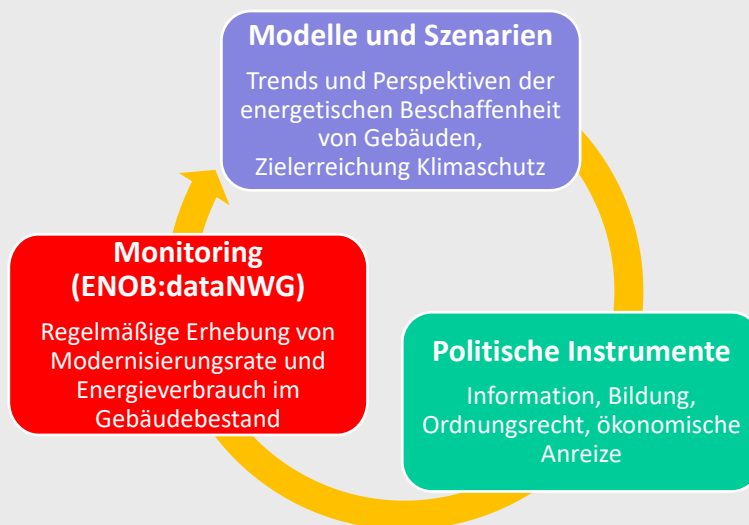 Modelle und Szenarien
Trends und Perspektiven der
energetischen Beschaffenheit
von Gebäuden,
Zielerreichung Klimaschutz
Monitoring
(ENOB:dataNWG)
Regelmäßige Erhebung von
Modernisierungsrate und
Energieverbrauch im
Gebäudebestand
Politische Instrumente
Information, Bildung,
Ordnungsrecht, ökonomische
Anreize